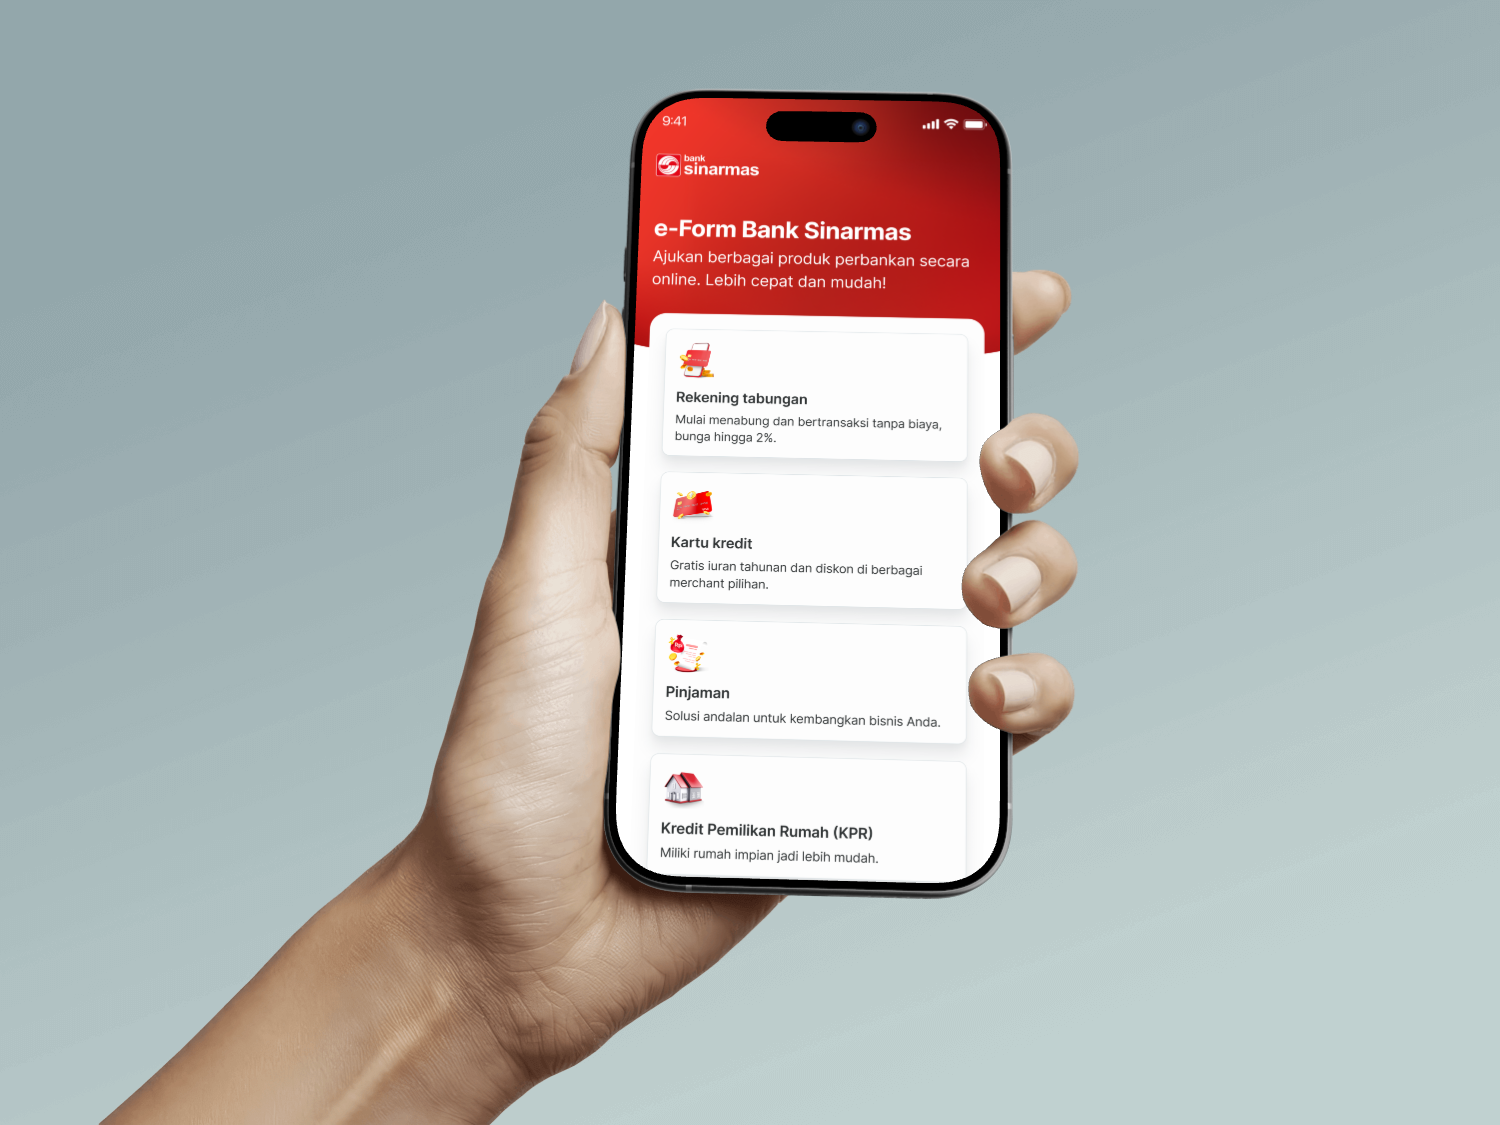 9:41
bank
sinarmas
e-Form Bank Sinarmas
Ajukan berbagai produk perbankan secara
online. Lebih cepat dan mudah!
Rekening tabungan
Mulai menabung dan bertransaksi tanpa biaya,
bunga hingga 2%.
Kartu kredit
Gratis iuran tahunan dan diskon di berbagai
merchant pilihan.
Pinjaman
Solusi andalan untuk kembangkan bisnis Anda.
Kredit Pemilikan Rumah (KPR)
Miliki rumah impian jadi lebih mudah.